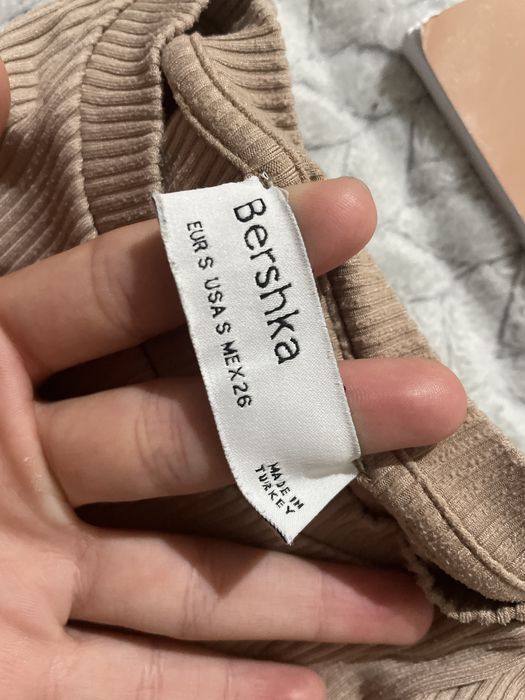 Bershka
EUR S USA S MEX 26
MADE IN
TURKEY